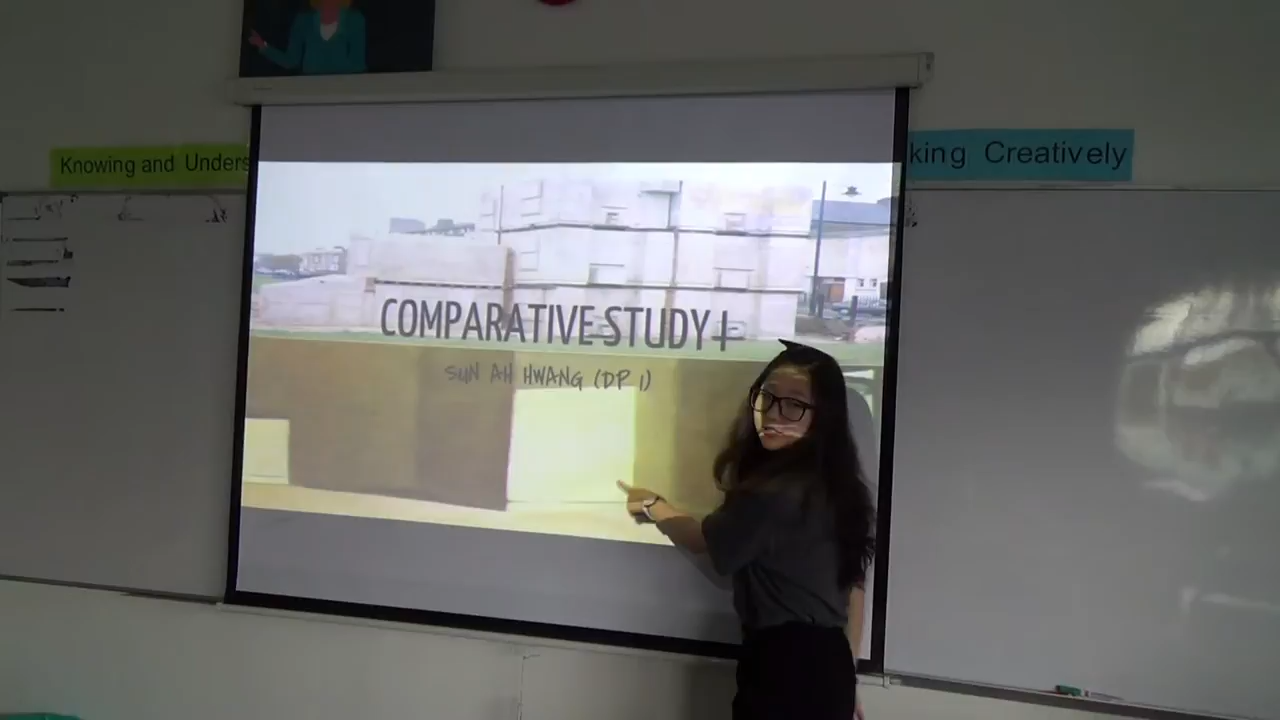 Knowing and Unders
king Creatively
COMPARATIVE STUDY+
SUN AH HWANG (DP 1)